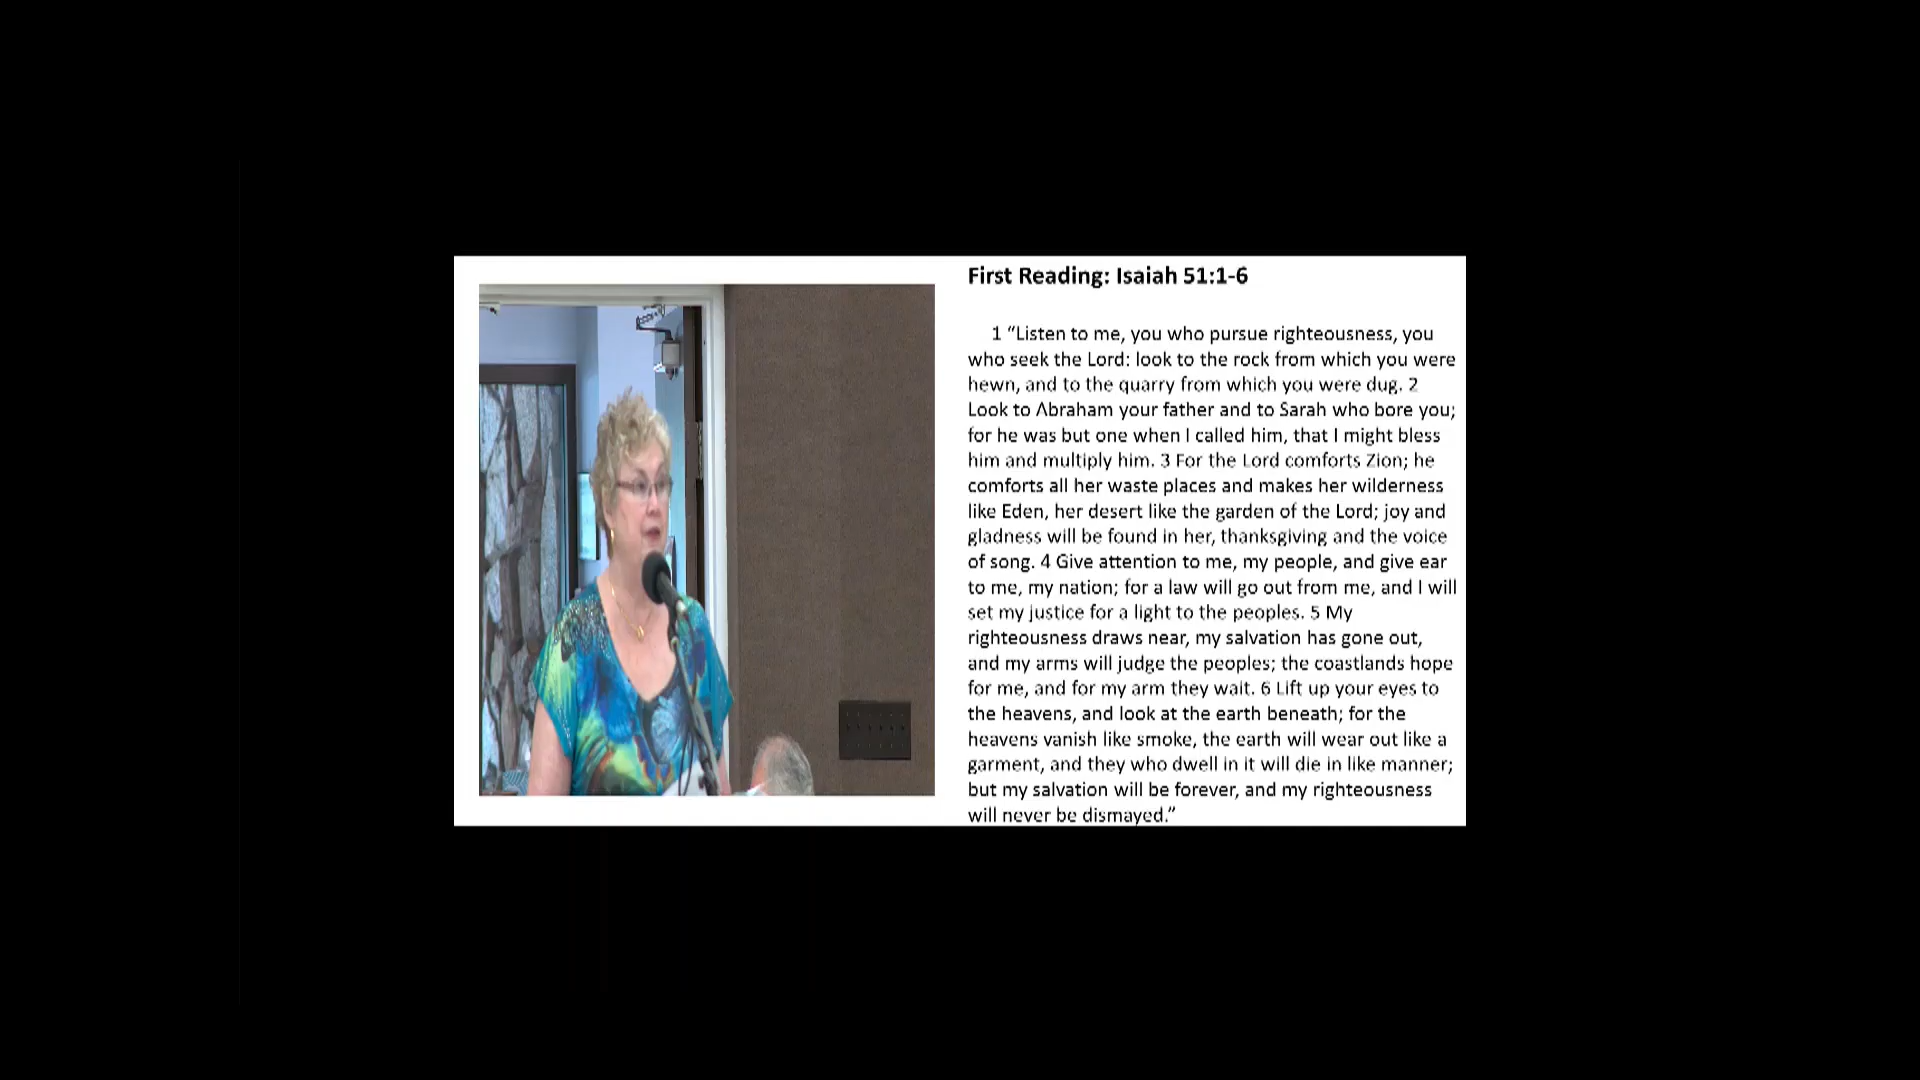 First Reading: Isaiah 51:1-6
1 “Listen to me, you who pursue righteousness, you
who seek the Lord: look to the rock from which you were
hewn, and to the quarry from which you were dug. 2
Look to Abraham your father and to Sarah who bore you;
for he was but one when I called him, that I might bless
him and multiply him. 3 For the Lord comforts Zion; he
comforts all her waste places and makes her wilderness
like Eden, her desert like the garden of the Lord; joy and
gladness will be found in her, thanksgiving and the voice
of song. 4 Give attention to me, my people, and give ear
to me, my nation; for a law will go out from me, and I will
set my justice for a light to the peoples. 5 My
righteousness draws near, my salvation has gone out,
and my arms will judge the peoples; the coastlands hope
for me, and for my arm they wait. 6 Lift up your eyes to
the heavens, and look at the earth beneath; for the
heavens vanish like smoke, the earth will wear out like a
garment, and they who dwell in it will die in like manner;
but my salvation will be forever, and my righteousness
will never be dismayed.”